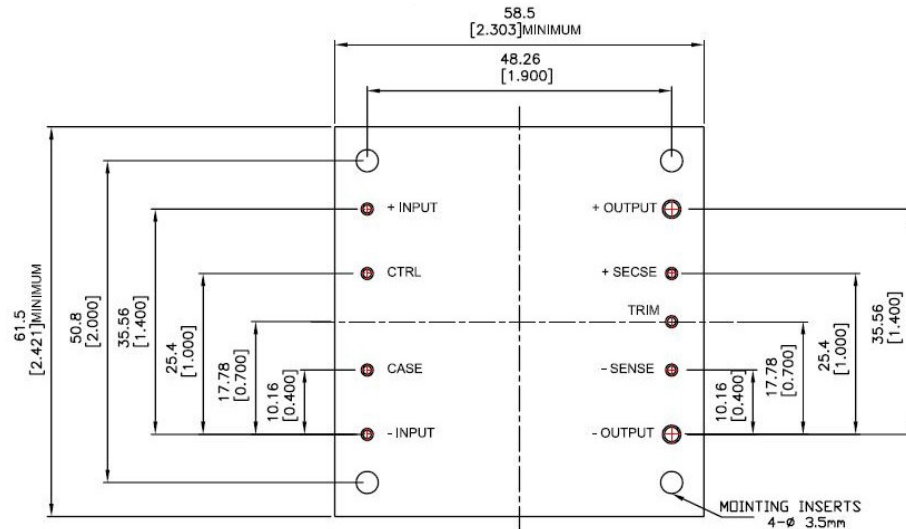 58.5
[2.303]MINIMUM
48.26
[1.900]
61.5
[2.421]MINIMUM
50.8
[2.000]
35.56
[1.400]
25.4
[1.000]
17.78
[0.700]
10.16
[0.400]
+ INPUT
CTRL
CASE
- INPUT
+ OUTPUT
+ SECSE
TRIM
- SENSE
- OUTPUT
10.16
[0.400]
17.78
[0.700]
25.4
[1.000]
35.56
[1.400]
MOINTING INSERTS
4-ø 3.5mm